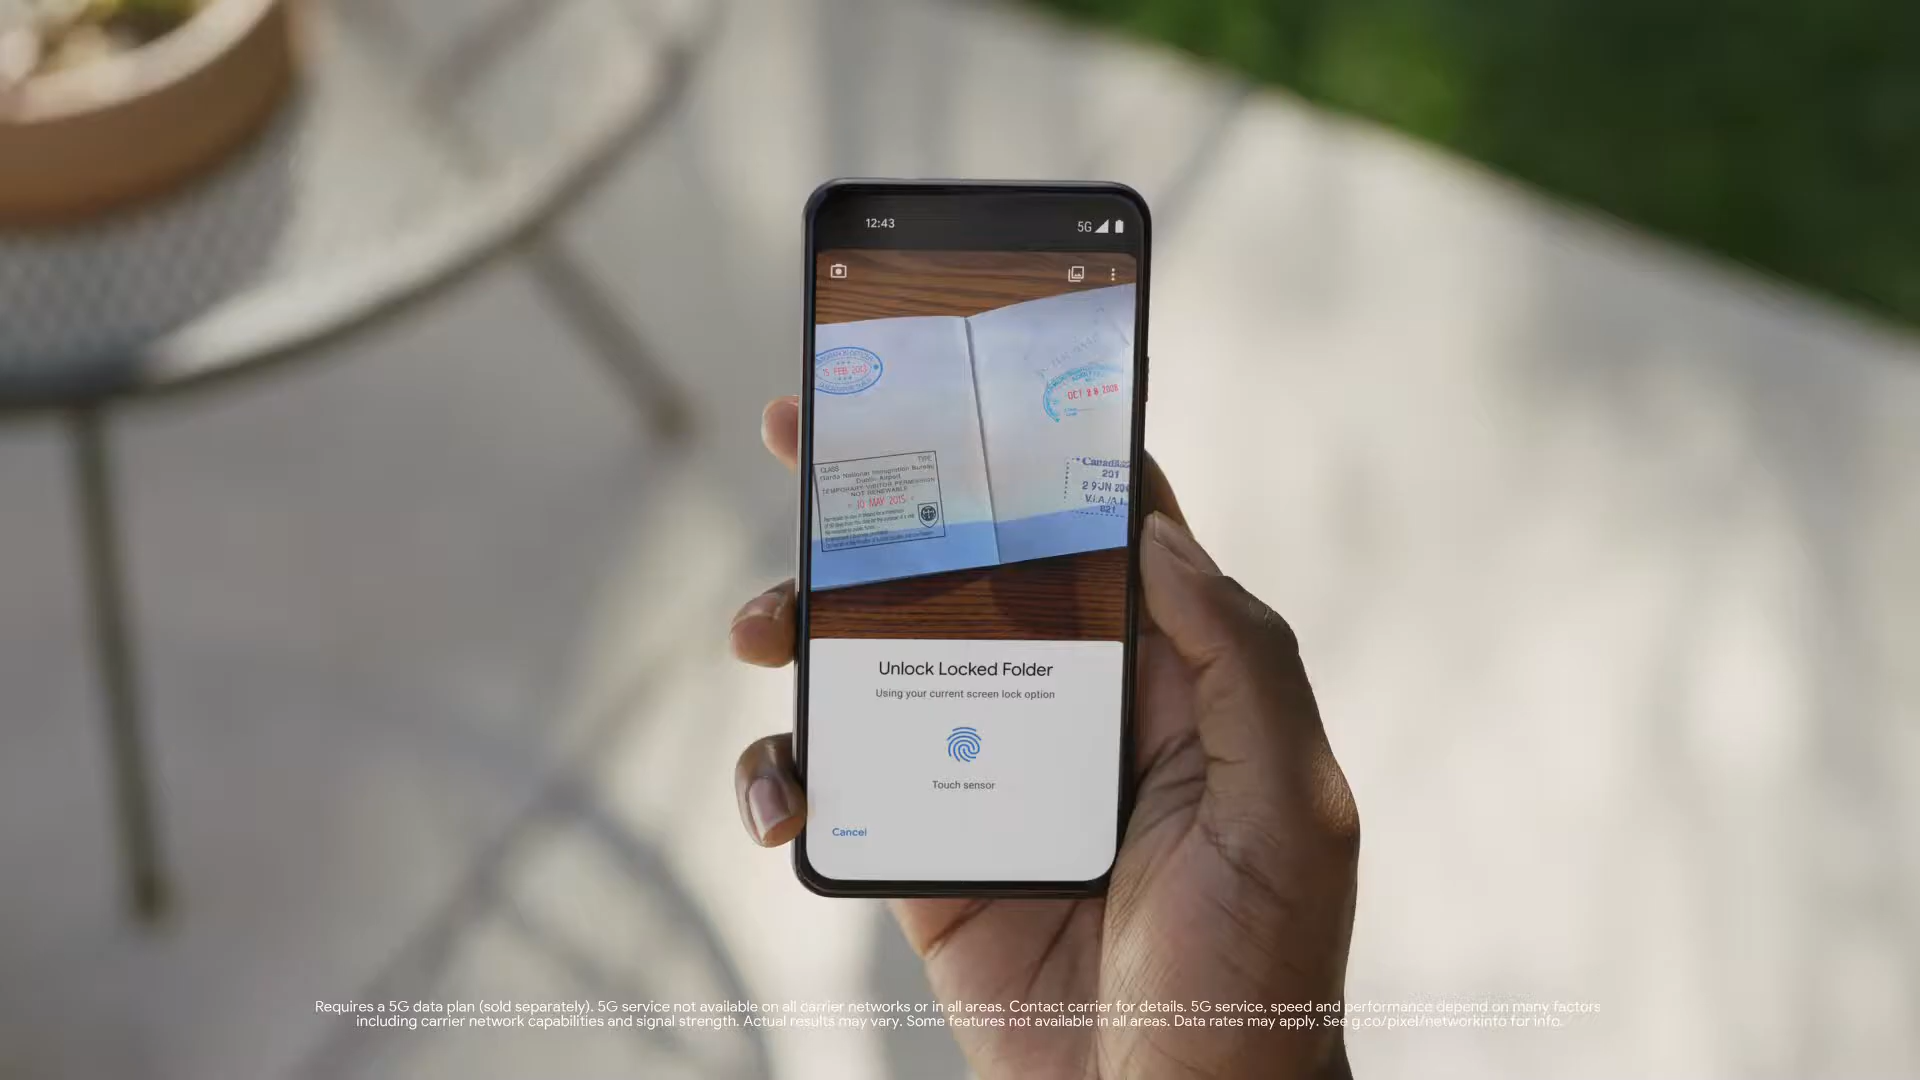 12:43
5G
15 FEB 2013
OCT 28 2008
CLASS TYPE
Garda National Immigration Bureau
Dublin Airport
TEMPORARY VISITOR PERMISSION
NOT RENEWABLE
10 MAY 2015
Canada
201
29 JUN 20
821
Unlock Locked Folder
Using your current screen lock option
Touch sensor
Cancel
Requires a 5G data plan (sold separately). 5G service not available on all carrier networks or in all areas. Contact carrier for details. 5G service, speed and performance depend on many factors
including carrier network capabilities and signal strength. Actual results may vary. Some features not available in all areas. Data rates may apply. See g.co/pixel/networkinfo for info.